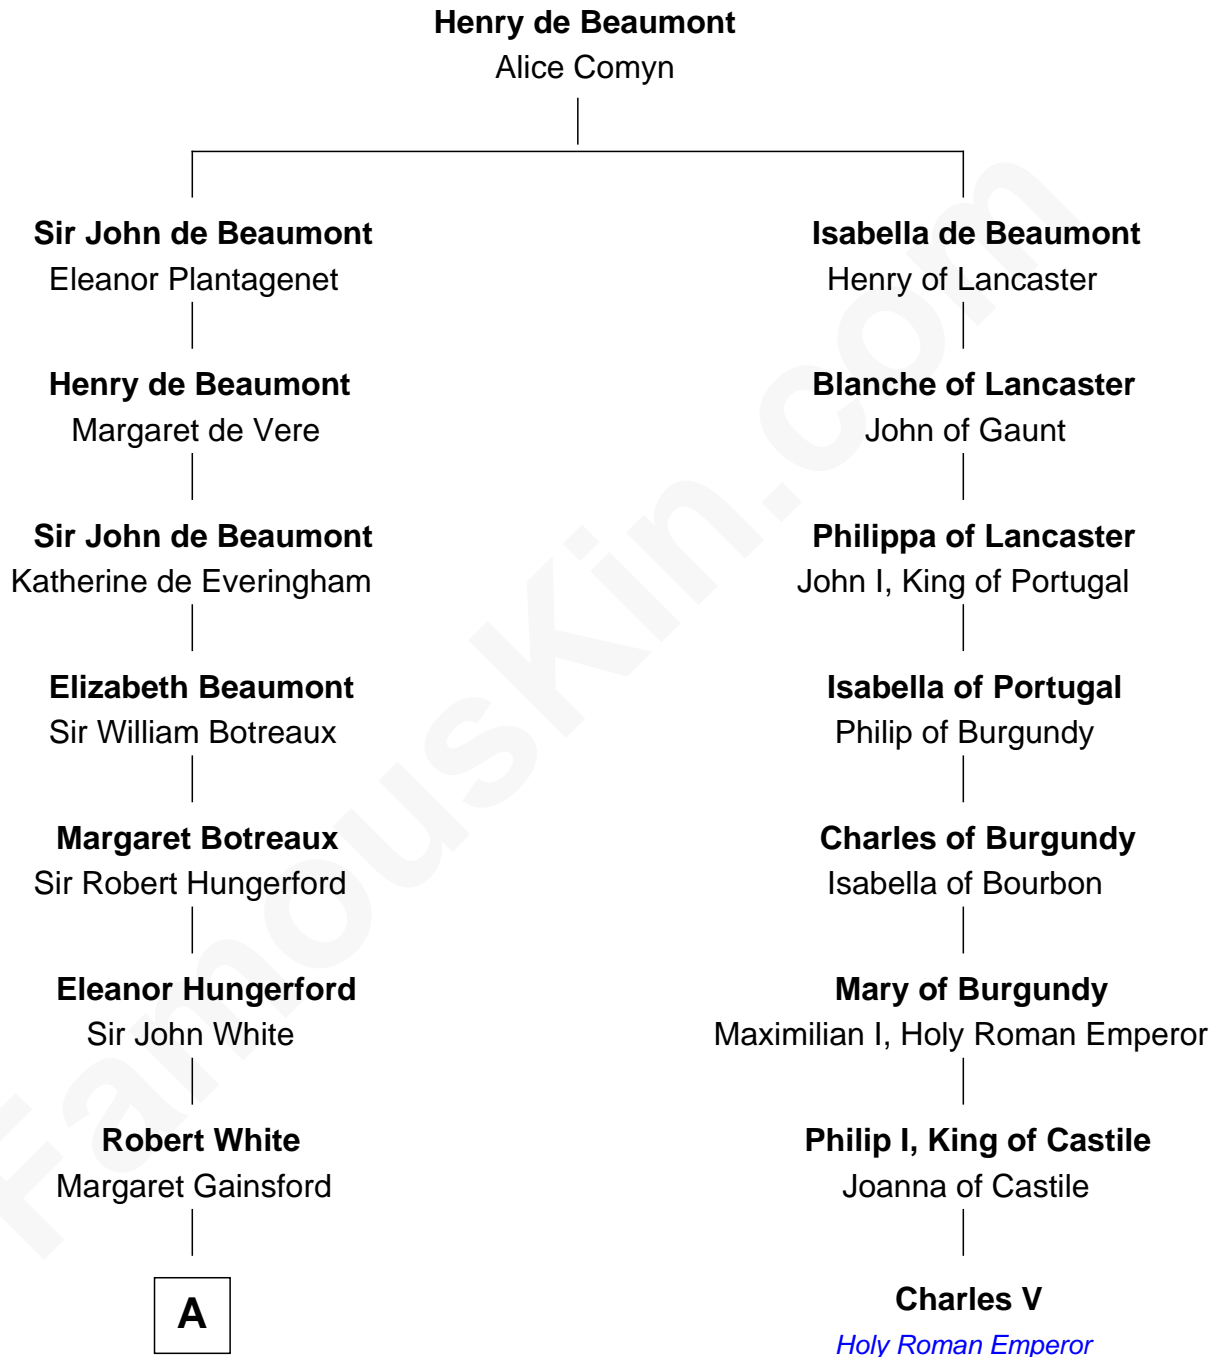 Henry de Beaumont
Alice Comyn
Sir John de Beaumont
Eleanor Plantagenet
Isabella de Beaumont
Henry of Lancaster
Henry de Beaumont
Margaret de Vere
Blanche of Lancaster
John of Gaunt
Sir John de Beaumont
Katherine de Everingham
Philippa of Lancaster
John I, King of Portugal
Elizabeth Beaumont
Sir William Botreaux
Isabella of Portugal
Philip of Burgundy
Margaret Botreaux
Sir Robert Hungerford
Charles of Burgundy
Isabella of Bourbon
Eleanor Hungerford
Sir John White
Mary of Burgundy
Maximilian I, Holy Roman Emperor
Robert White
Margaret Gainsford
Philip I, King of Castile
Joanna of Castile
A
Charles V
Holy Roman Emperor
FamousKin.com